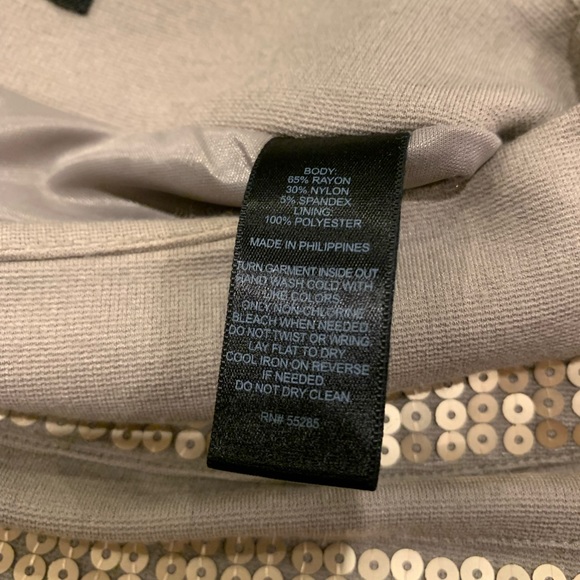 BODY:
65% RAYON
30% NYLON
5% SPANDEX
LINING:
100% POLYESTER
MADE IN PHILIPPINES
TURN GARMENT INSIDE OUT
HAND WASH COLD WITH
LIKE COLORS.
ONLY NON-CHLORINE
BLEACH WHEN NEEDED.
DO NOT TWIST OR WRING.
LAY FLAT TO DRY.
COOL IRON ON REVERSE
IF NEEDED.
DO NOT DRY CLEAN.
RN# 55285